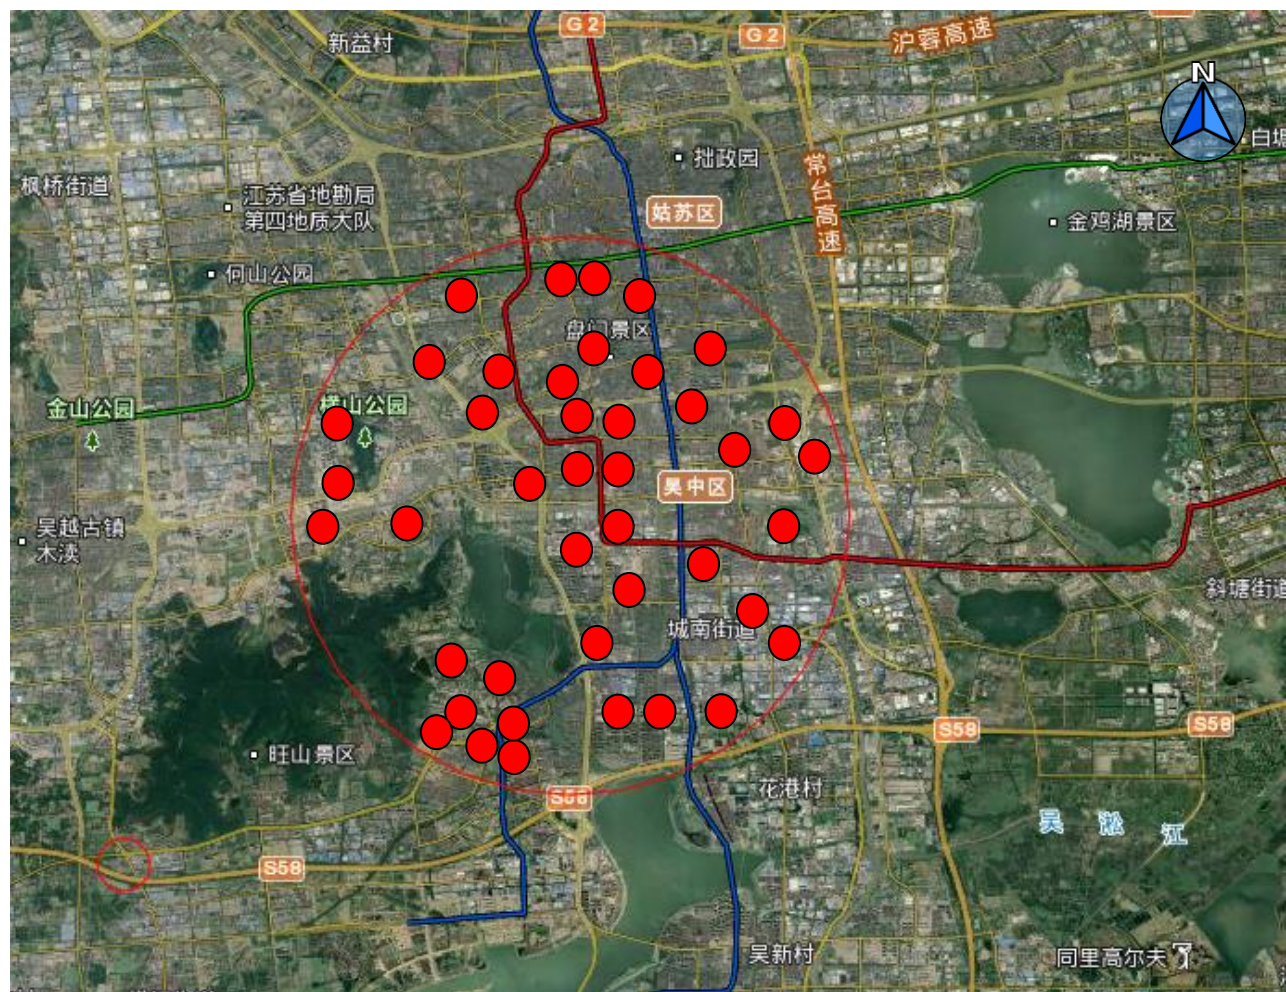 G 2
G 2
沪蓉高速
新益村
N
白塘
拙政园
常台高速
枫桥街道
江苏省地勘局
第四地质大队
姑苏区
金鸡湖景区
何山公园
盘门景区
金山公园
横山公园
吴中区
吴越古镇
木渎
斜塘街道
城南街道
S58
S58
旺山景区
花港村
S58
吴淞江
S58
吴新村
同里高尔夫